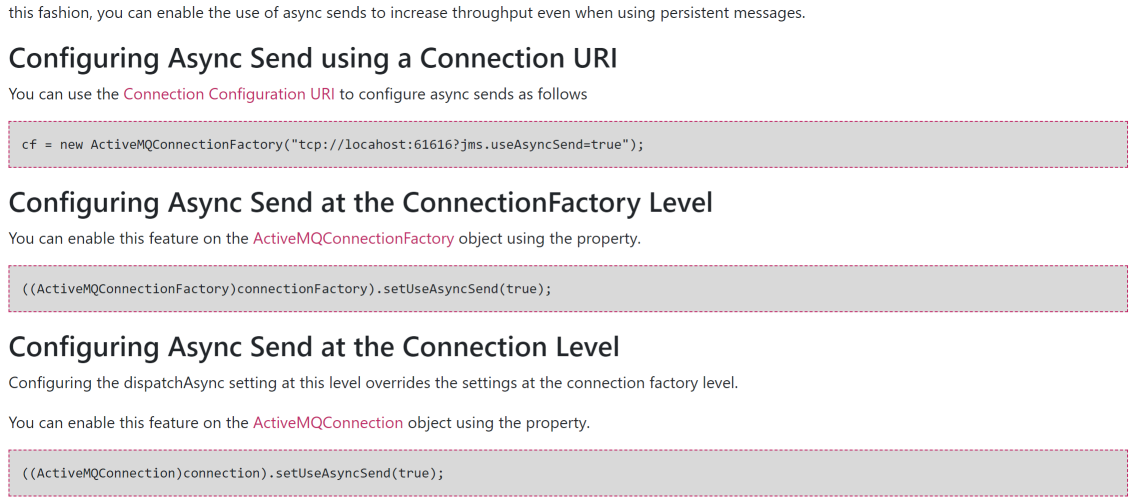 this fashion, you can enable the use of async sends to increase throughput even when using persistent messages.
Configuring Async Send using a Connection URI
You can use the Connection Configuration URI to configure async sends as follows
cf = new ActiveMQConnectionFactory("tcp://locahost:61616?jms.useAsyncSend=true");
Configuring Async Send at the ConnectionFactory Level
You can enable this feature on the ActiveMQConnectionFactory object using the property.
((ActiveMQConnectionFactory)connectionFactory).setUseAsyncSend(true);
Configuring Async Send at the Connection Level
Configuring the dispatchAsync setting at this level overrides the settings at the connection factory level.
You can enable this feature on the ActiveMQConnection object using the property.
((ActiveMQConnection)connection).setUseAsyncSend(true);